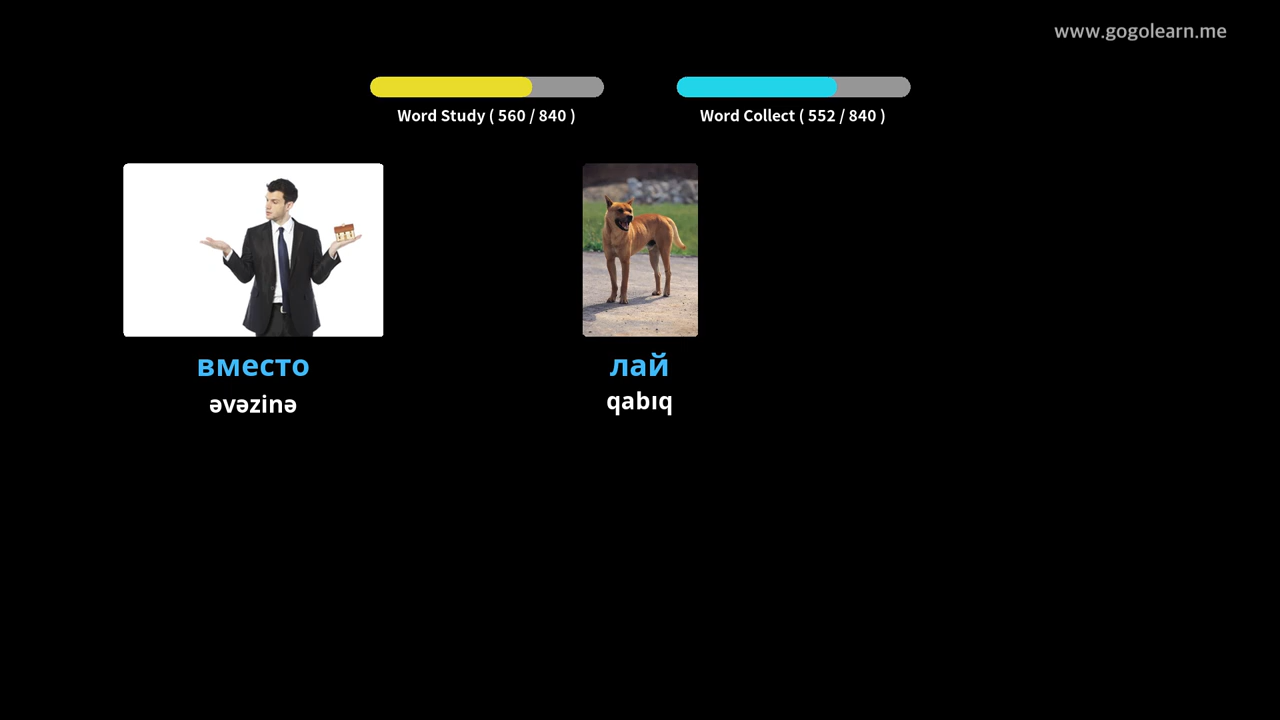 www.gogolearn.me
Word Study ( 560 / 840 )
Word Collect ( 552 / 840 )
вместо
əvəzinə
лай
qabıq